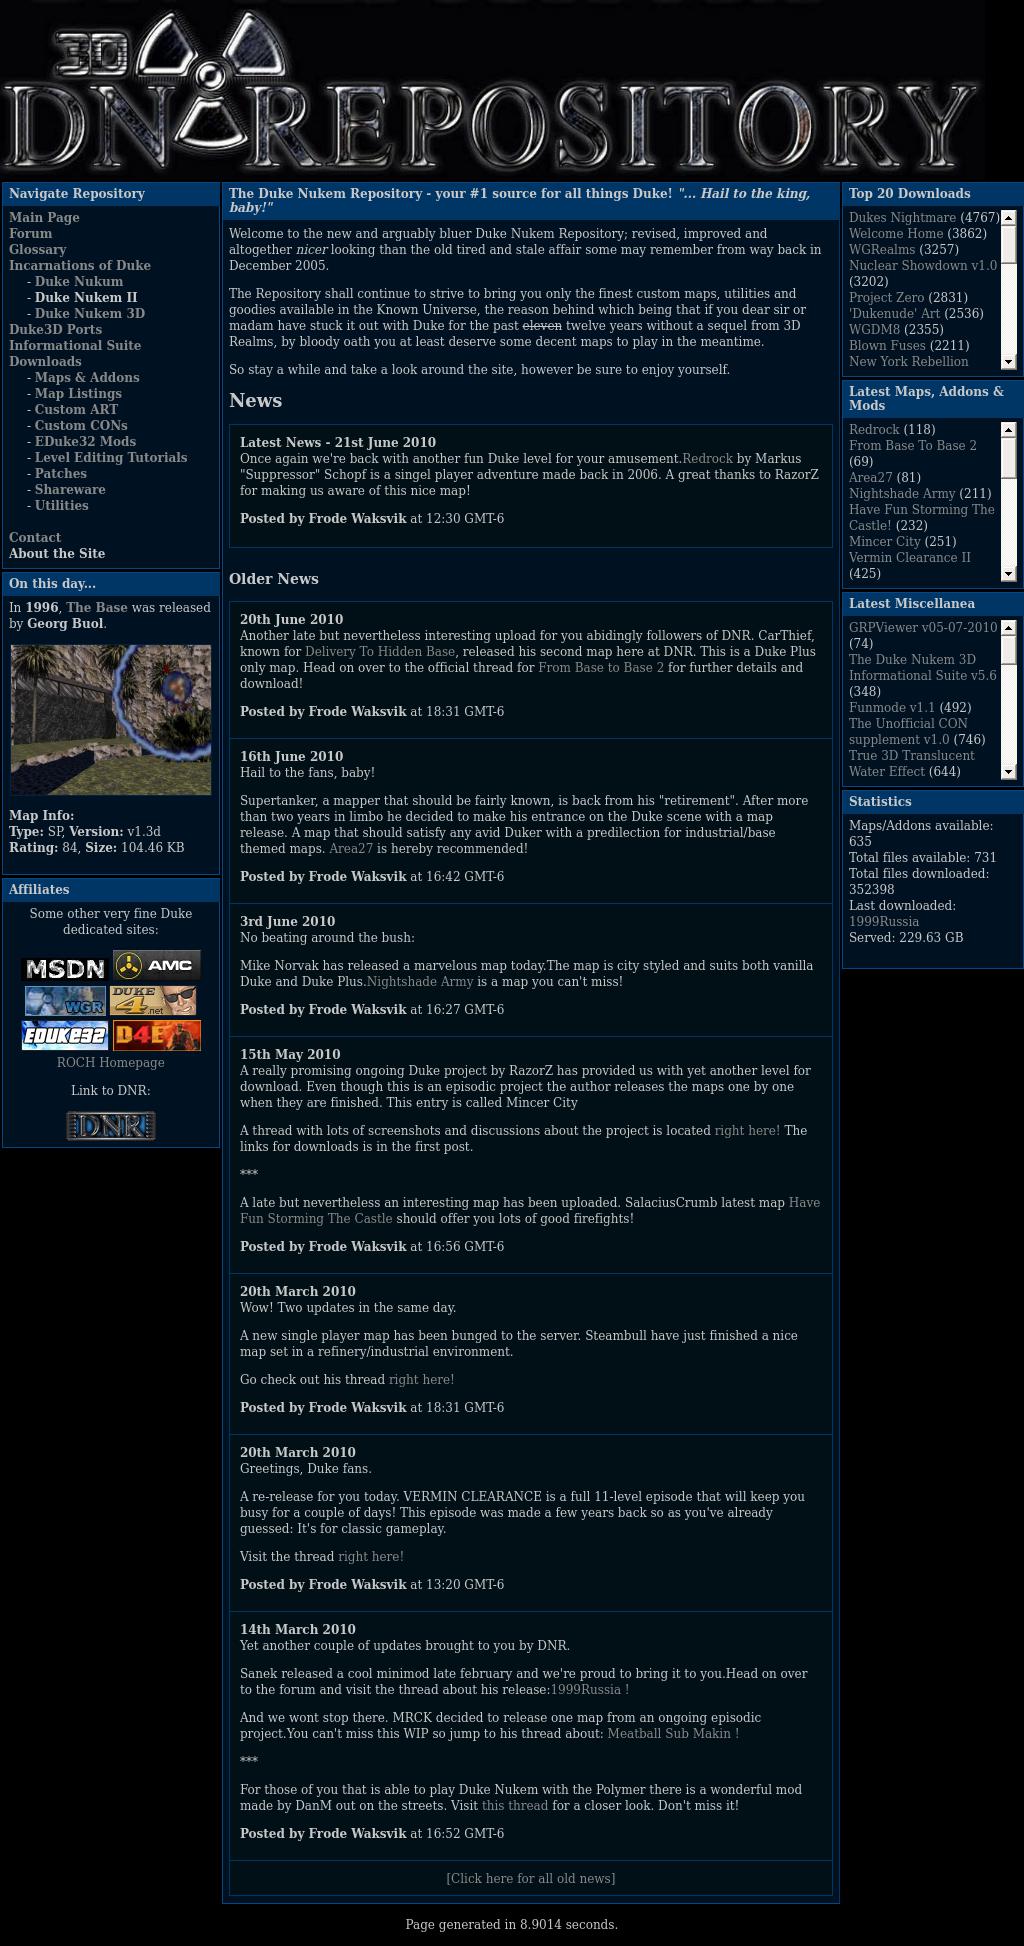 3D
DN REPOSITORY
Navigate Repository
Main Page
Forum
Glossary
Incarnations of Duke
- Duke Nukum
- Duke Nukem II
- Duke Nukem 3D
Duke3D Ports
Informational Suite
Downloads
- Maps & Addons
- Map Listings
- Custom ART
- Custom CONs
- EDuke32 Mods
- Level Editing Tutorials
- Patches
- Shareware
- Utilities
Contact
About the Site
On this day...
In 1996, The Base was released
by Georg Buol.
Map Info:
Type: SP, Version: v1.3d
Rating: 84, Size: 104.46 KB
Affiliates
Some other very fine Duke
dedicated sites:
MSDN
AMC
WGR
DUKE
4.net
EDUKE32
D4E
ROCH Homepage
Link to DNR:
DNR
The Duke Nukem Repository - your #1 source for all things Duke! "... Hail to the king,
baby!"
Welcome to the new and arguably bluer Duke Nukem Repository; revised, improved and
altogether nicer looking than the old tired and stale affair some may remember from way back in
December 2005.
The Repository shall continue to strive to bring you only the finest custom maps, utilities and
goodies available in the Known Universe, the reason behind which being that if you dear sir or
madam have stuck it out with Duke for the past eleven twelve years without a sequel from 3D
Realms, by bloody oath you at least deserve some decent maps to play in the meantime.
So stay a while and take a look around the site, however be sure to enjoy yourself.
News
Latest News - 21st June 2010
Once again we're back with another fun Duke level for your amusement.Redrock by Markus
"Suppressor" Schopf is a singel player adventure made back in 2006. A great thanks to RazorZ
for making us aware of this nice map!
Posted by Frode Waksvik at 12:30 GMT-6
Older News
20th June 2010
Another late but nevertheless interesting upload for you abidingly followers of DNR. CarThief,
known for Delivery To Hidden Base, released his second map here at DNR. This is a Duke Plus
only map. Head on over to the official thread for From Base to Base 2 for further details and
download!
Posted by Frode Waksvik at 18:31 GMT-6
16th June 2010
Hail to the fans, baby!
Supertanker, a mapper that should be fairly known, is back from his "retirement". After more
than two years in limbo he decided to make his entrance on the Duke scene with a map
release. A map that should satisfy any avid Duker with a predilection for industrial/base
themed maps. Area27 is hereby recommended!
Posted by Frode Waksvik at 16:42 GMT-6
3rd June 2010
No beating around the bush:
Mike Norvak has released a marvelous map today.The map is city styled and suits both vanilla
Duke and Duke Plus.Nightshade Army is a map you can't miss!
Posted by Frode Waksvik at 16:27 GMT-6
15th May 2010
A really promising ongoing Duke project by RazorZ has provided us with yet another level for
download. Even though this is an episodic project the author releases the maps one by one
when they are finished. This entry is called Mincer City
A thread with lots of screenshots and discussions about the project is located right here! The
links for downloads is in the first post.
***
A late but nevertheless an interesting map has been uploaded. SalaciusCrumb latest map Have
Fun Storming The Castle should offer you lots of good firefights!
Posted by Frode Waksvik at 16:56 GMT-6
20th March 2010
Wow! Two updates in the same day.
A new single player map has been bunged to the server. Steambull have just finished a nice
map set in a refinery/industrial environment.
Go check out his thread right here!
Posted by Frode Waksvik at 18:31 GMT-6
20th March 2010
Greetings, Duke fans.
A re-release for you today. VERMIN CLEARANCE is a full 11-level episode that will keep you
busy for a couple of days! This episode was made a few years back so as you've already
guessed: It's for classic gameplay.
Visit the thread right here!
Posted by Frode Waksvik at 13:20 GMT-6
14th March 2010
Yet another couple of updates brought to you by DNR.
Sanek released a cool minimod late february and we're proud to bring it to you.Head on over
to the forum and visit the thread about his release:1999Russia !
And we wont stop there. MRCK decided to release one map from an ongoing episodic
project.You can't miss this WIP so jump to his thread about: Meatball Sub Makin !
***
For those of you that is able to play Duke Nukem with the Polymer there is a wonderful mod
made by DanM out on the streets. Visit this thread for a closer look. Don't miss it!
Posted by Frode Waksvik at 16:52 GMT-6
[Click here for all old news]
Top 20 Downloads
Dukes Nightmare (4767)
Welcome Home (3862)
WGRealms (3257)
Nuclear Showdown v1.0
(3202)
Project Zero (2831)
'Dukenude' Art (2536)
WGDM8 (2355)
Blown Fuses (2211)
New York Rebellion
Latest Maps, Addons &
Mods
Redrock (118)
From Base To Base 2
(69)
Area27 (81)
Nightshade Army (211)
Have Fun Storming The
Castle! (232)
Mincer City (251)
Vermin Clearance II
(425)
Latest Miscellanea
GRPViewer v05-07-2010
(74)
The Duke Nukem 3D
Informational Suite v5.6
(348)
Funmode v1.1 (492)
The Unofficial CON
supplement v1.0 (746)
True 3D Translucent
Water Effect (644)
Statistics
Maps/Addons available:
635
Total files available: 731
Total files downloaded:
352398
Last downloaded:
1999Russia
Served: 229.63 GB
Page generated in 8.9014 seconds.